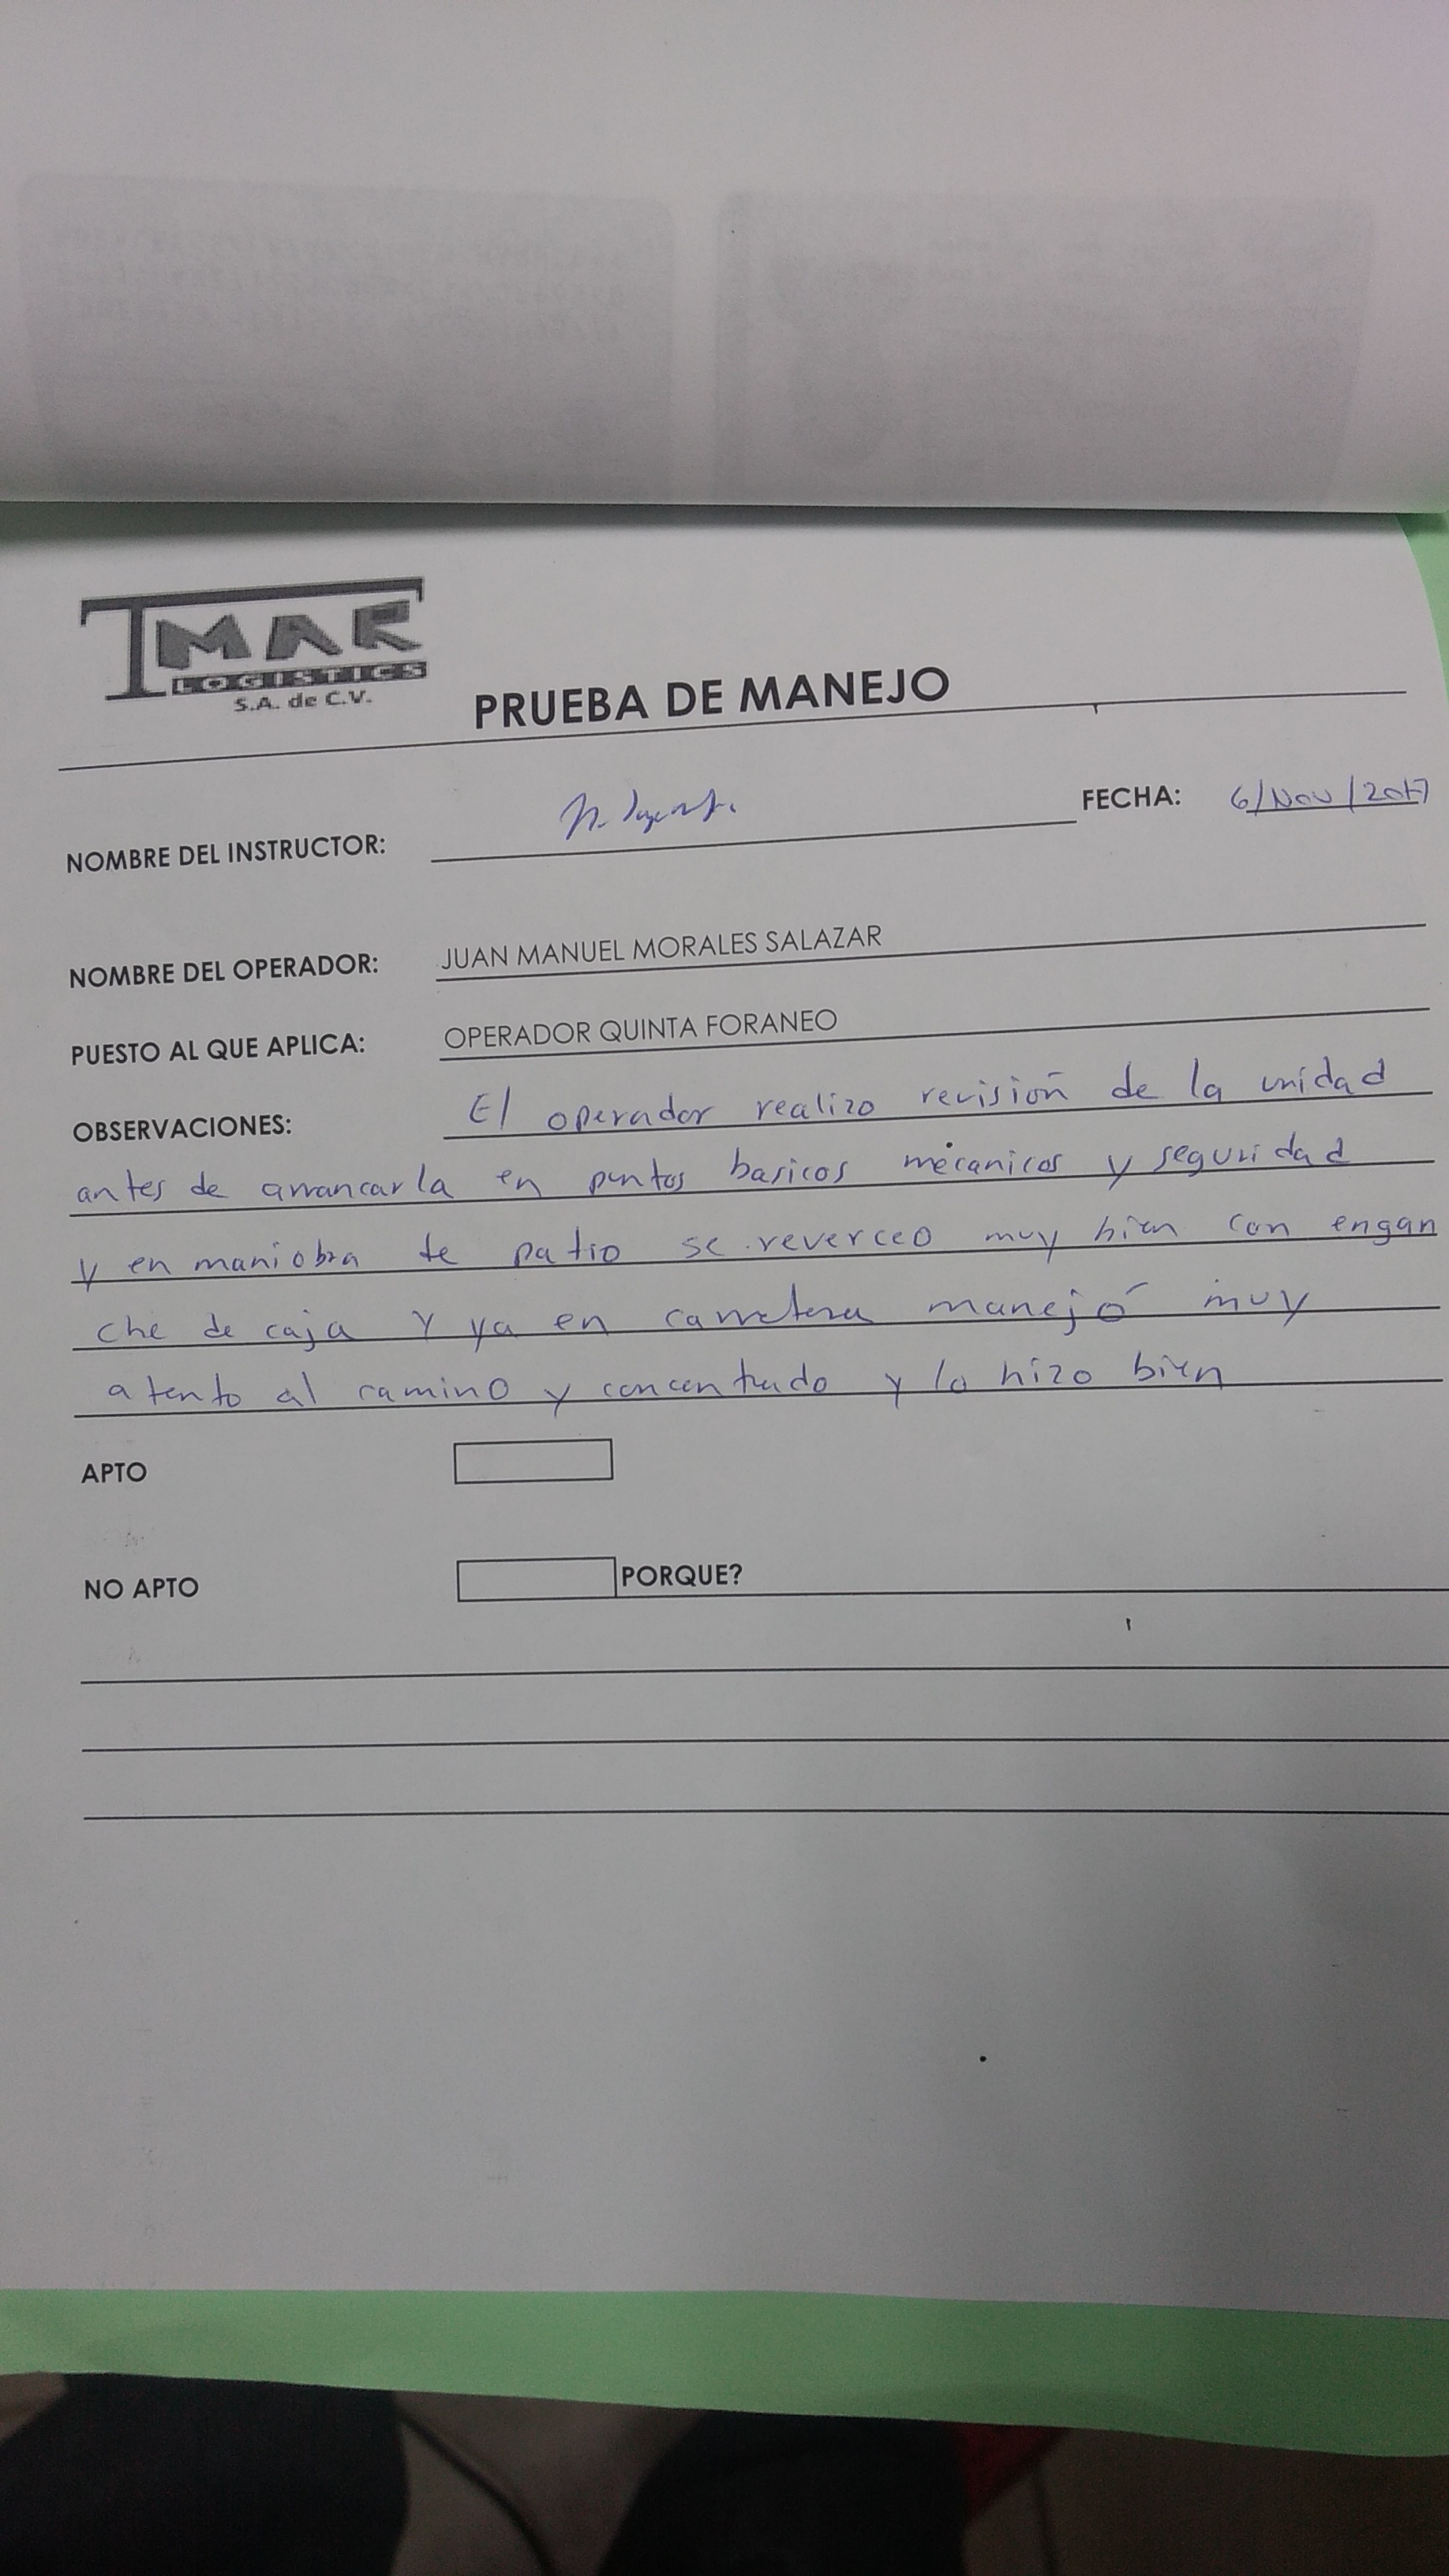 TMAR
LOGISTICS
S.A. de C.V.
PRUEBA DE MANEJO
NOMBRE DEL INSTRUCTOR:
FECHA: 6/Nov/2017
NOMBRE DEL OPERADOR: JUAN MANUEL MORALES SALAZAR
PUESTO AL QUE APLICA: OPERADOR QUINTA FORANEO
OBSERVACIONES: El operador realizo revisión de la unidad
antes de arrancarla en puntos basicos mecanicos y seguridad
y en maniobra de patio se reverceo muy bien con engan
che de caja y ya en carretera manejó muy
atento al camino y concentrado y lo hizo bien
APTO
NO APTO PORQUE?